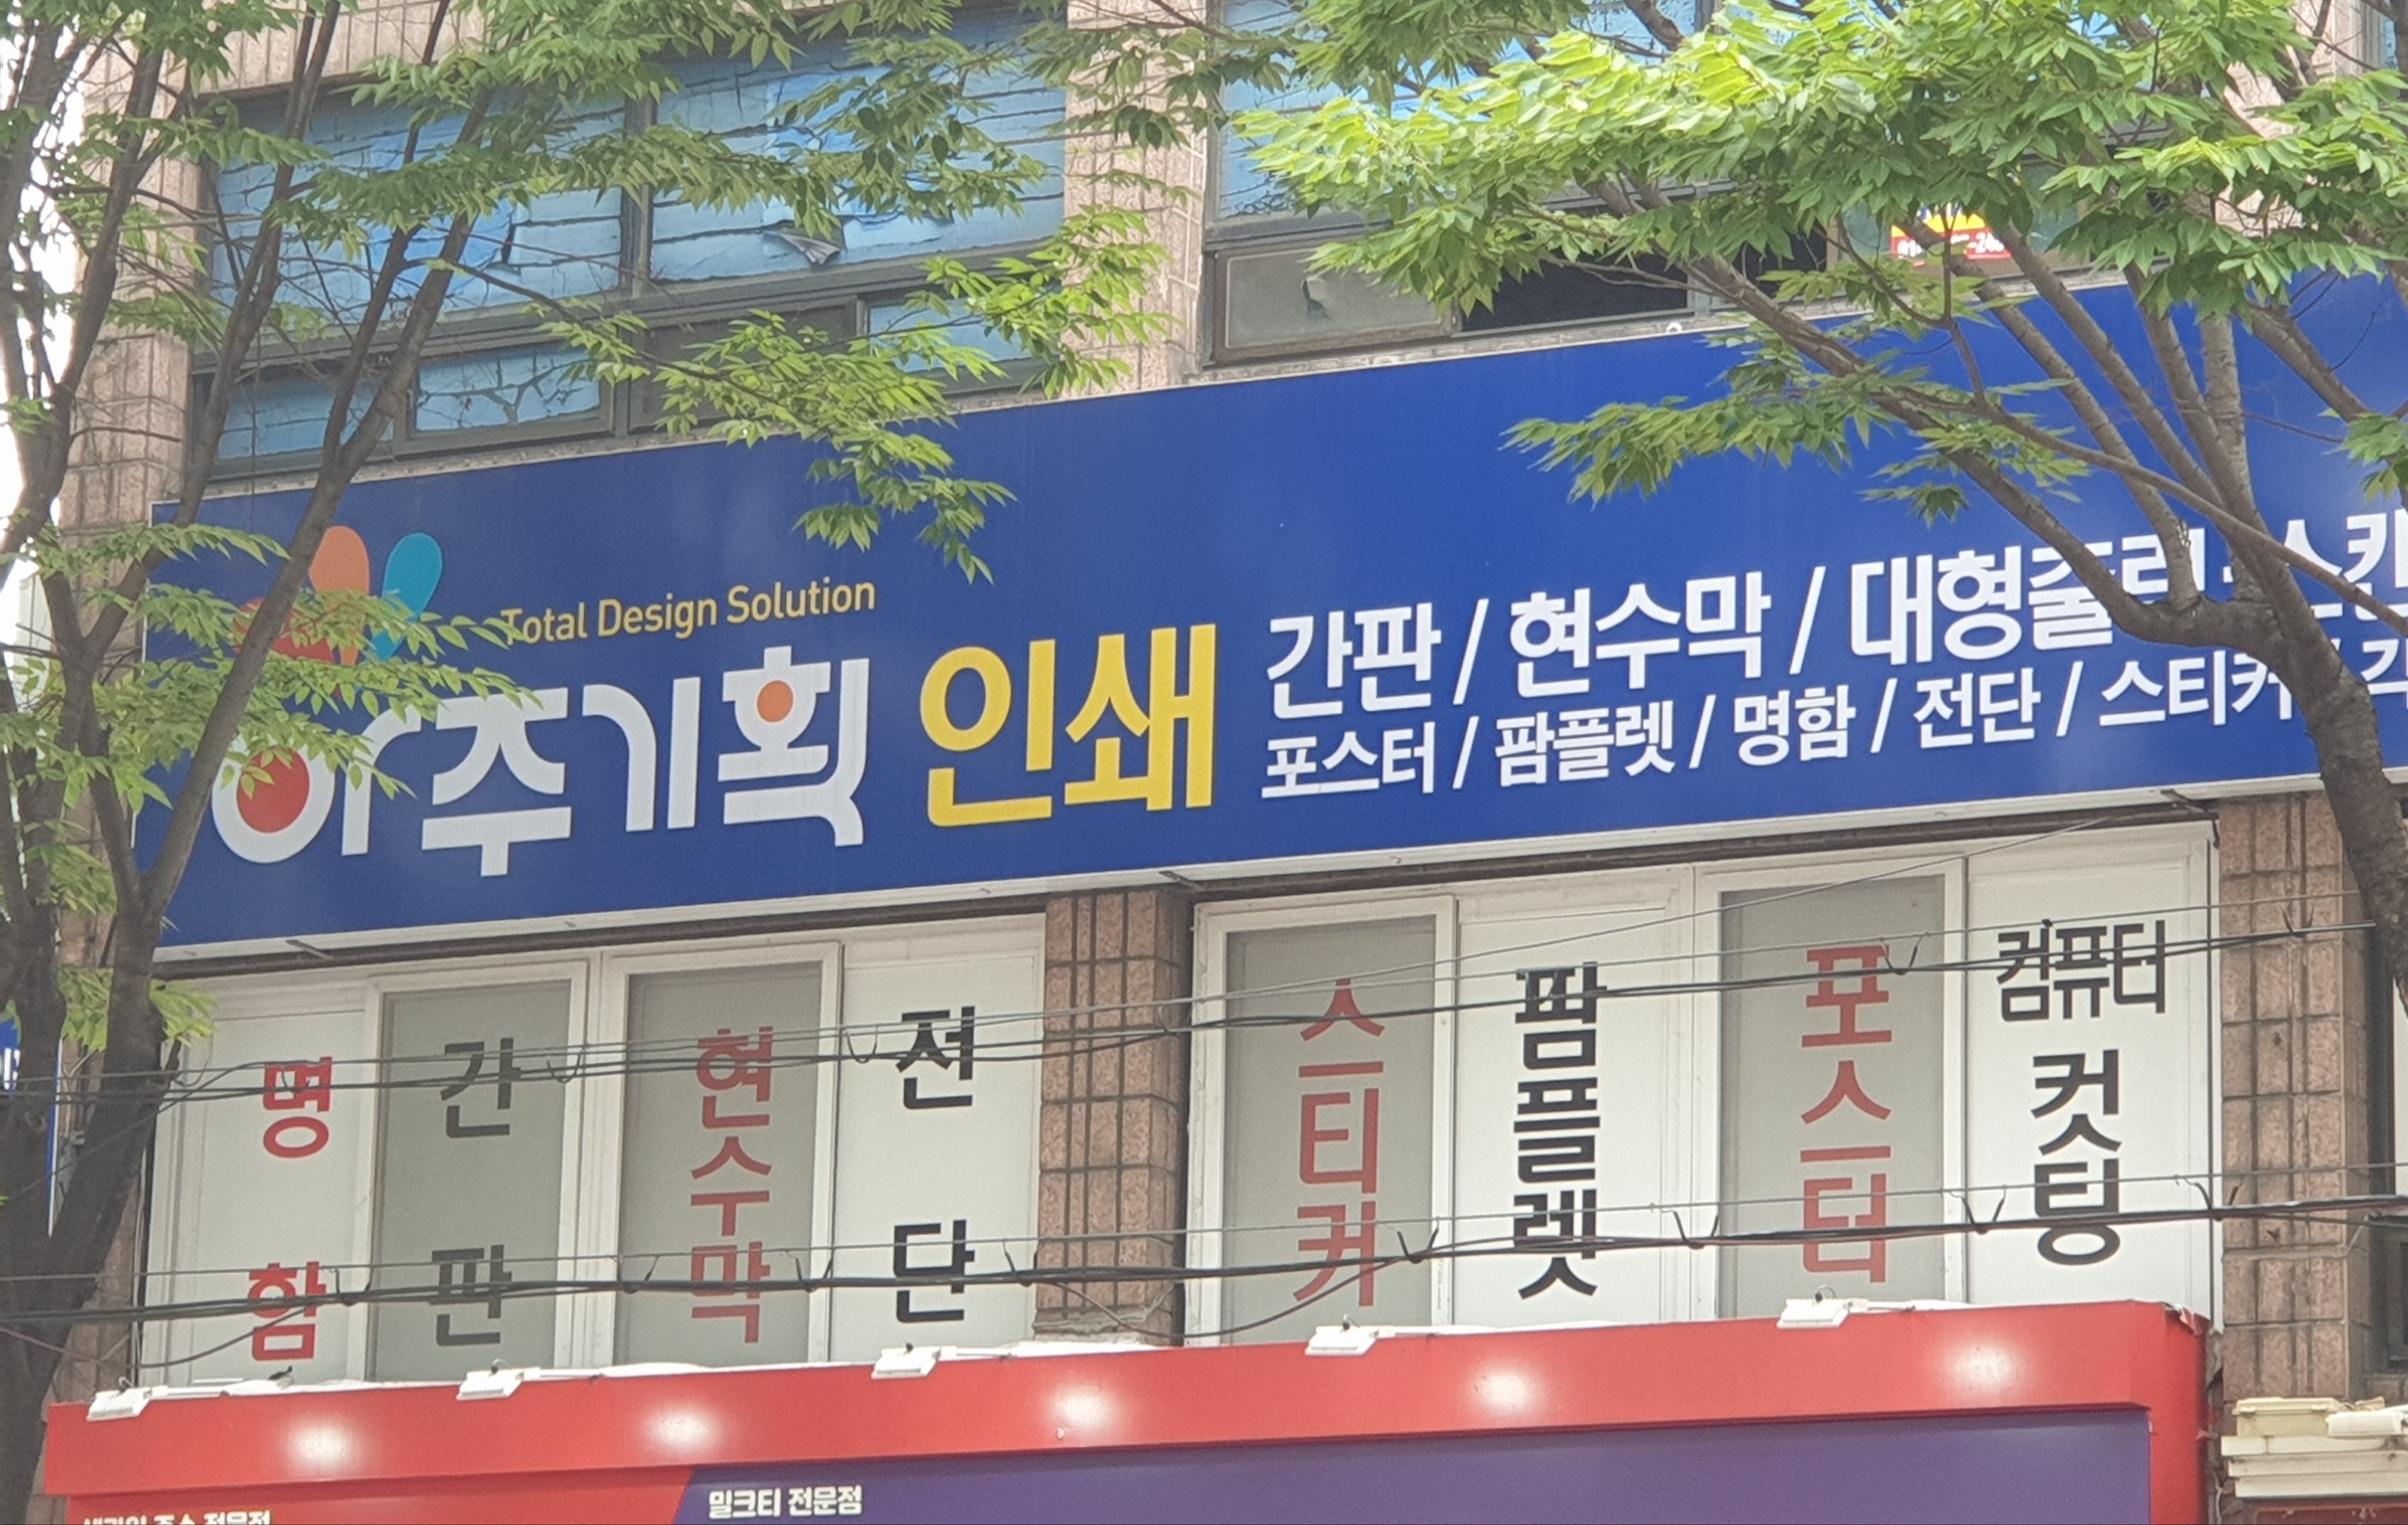 Total Design Solution
아주기획 인쇄
간판 / 현수막 / 대형출력
포스터 / 팜플렛 / 명함 / 전단 / 스티커
명함
간판
현수막
전단
스티커
팜플렛
포스터
컴퓨터 컷팅
밀크티 전문점